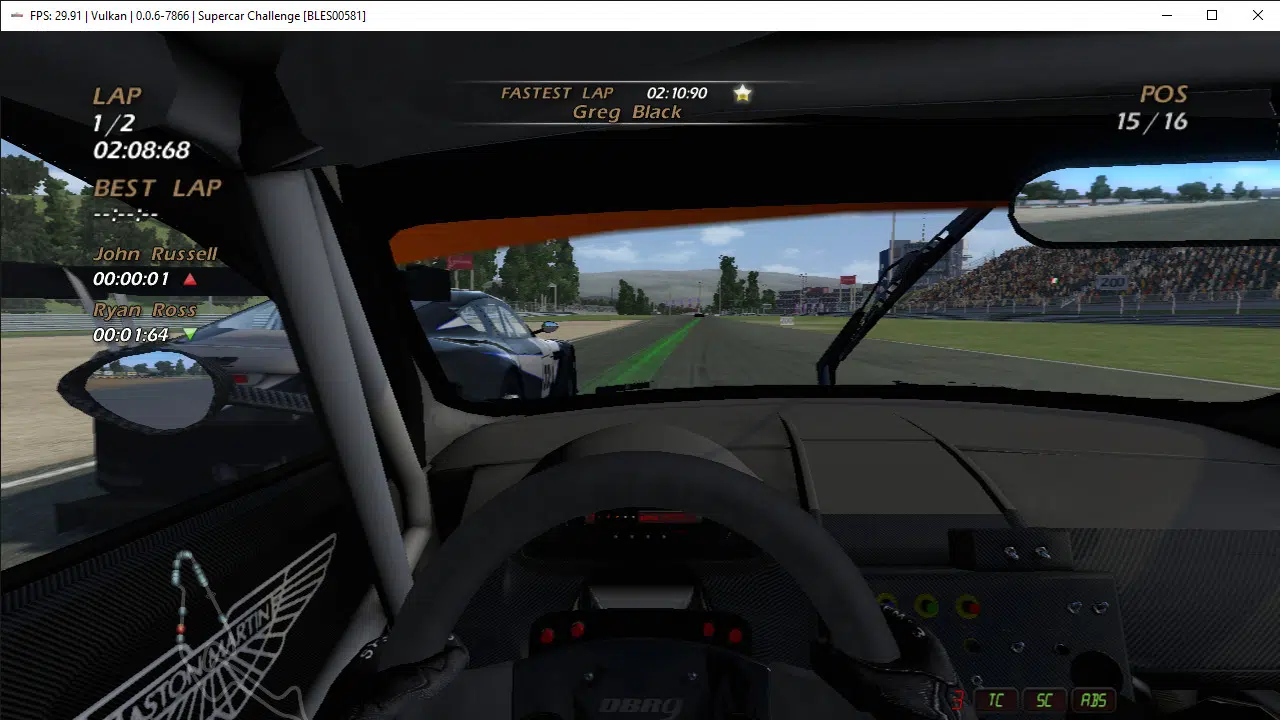 FPS: 29.91 | Vulkan | 0.0.6-7866 | Supercar Challenge [BLES00581]
LAP
1/2
02:08:68
BEST LAP
--:--:--
John Russell
00:00:01
Ryan Ross
00:01:64
FASTEST LAP 02:10:90
Greg Black
POS
15/16
200
ASTON MARTIN
DBR9
3 TC SC ABS